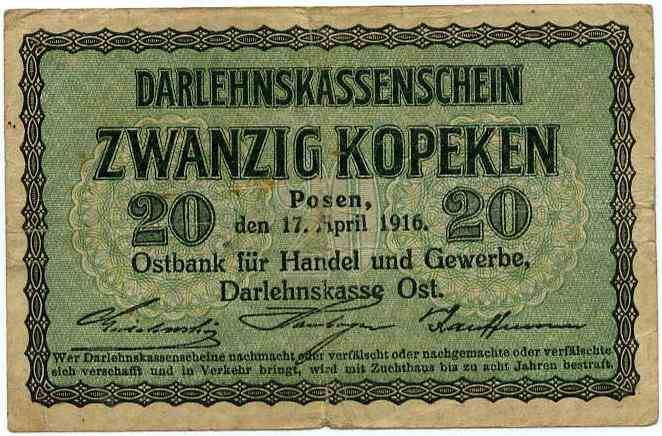 DARLEHNSKASSENSCHEIN
ZWANZIG KOPEKEN
20 Posen, 20
den 17. April 1916.
Ostbank für Handel und Gewerbe,
Darlehnskasse Ost.
Wer Darlehnskassenscheine nachmacht oder verfälscht oder nachgemachte oder verfälschte
sich verschafft und in Verkehr bringt, wird mit Zuchthaus bis zu acht Jahren bestraft.